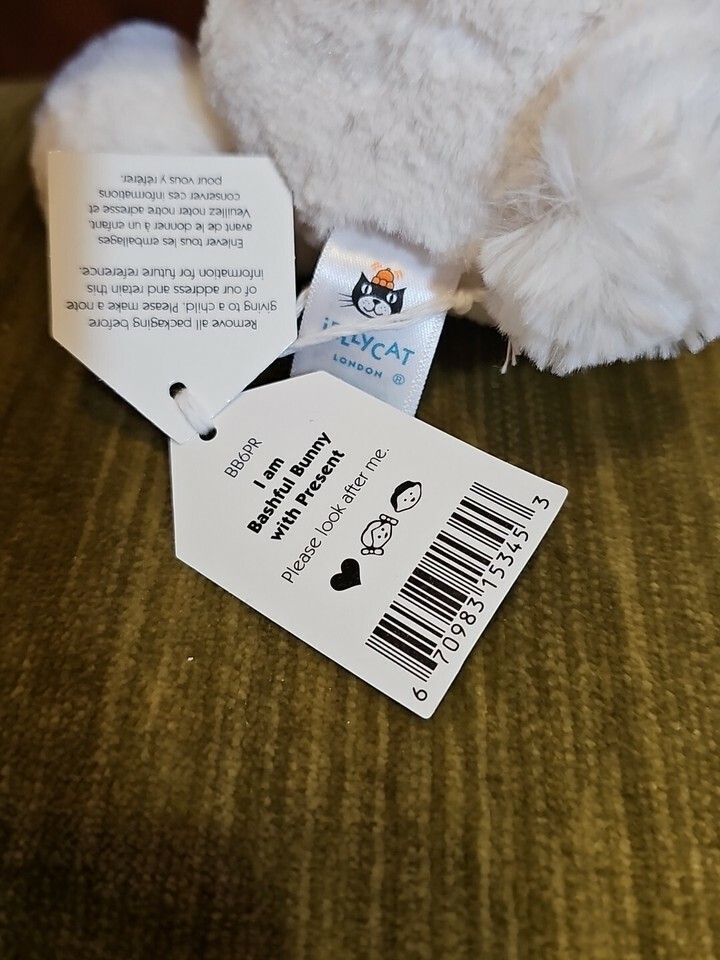 Remove all packaging before
giving to a child. Please make a note
of our address and retain this
information for future reference.
Enlever tous les emballages
avant de le donner à un enfant.
Veuillez noter notre adresse et
conserver ces informations
pour vous y référer.
JELLYCAT
LONDON ®
BB6PR
I am
Bashful Bunny
with Present
Please look after me.
6 70983 15345 3